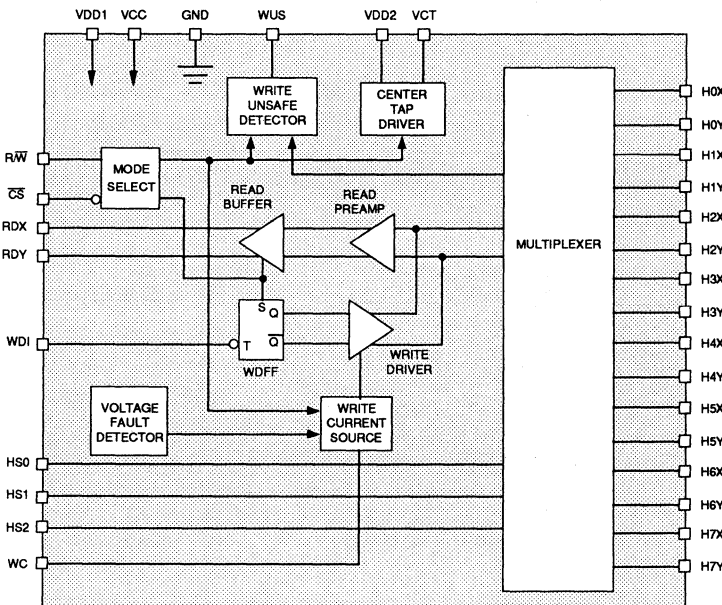 VDD1 VCC GND WUS VDD2 VCT
WRITE
UNSAFE
DETECTOR
CENTER
TAP
DRIVER
R/W̅
C̅S̅
RDX
RDY
WDI
HS0
HS1
HS2
WC
MODE
SELECT
READ
BUFFER
READ
PREAMP
MULTIPLEXER
S Q
T Q̅
WDFF
WRITE
DRIVER
VOLTAGE
FAULT
DETECTOR
WRITE
CURRENT
SOURCE
H0X
H0Y
H1X
H1Y
H2X
H2Y
H3X
H3Y
H4X
H4Y
H5X
H5Y
H6X
H6Y
H7X
H7Y